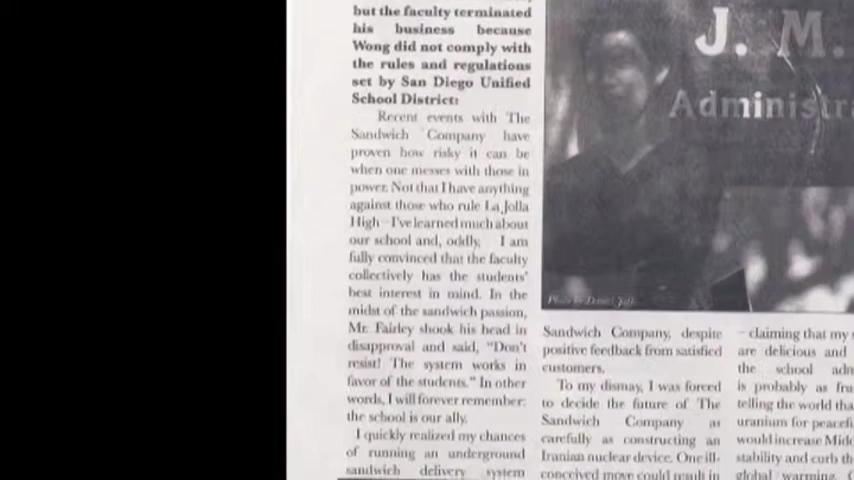 but the faculty terminated
his business because
Wong did not comply with
the rules and regulations
set by San Diego Unified
School District:
Recent events with The
Sandwich Company have
proven how risky it can be
when one messes with those in
power. Not that I have anything
against those who rule La Jolla
High – I've learned much about
our school and, oddly, I am
fully convinced that the faculty
collectively has the students'
best interest in mind. In the
midst of the sandwich passion,
Mr. Fairley shook his head in
disapproval and said, "Don't
resist! The system works in
favor of the students." In other
words, I will forever remember:
the school is our ally.
I quickly realized my chances
of running an underground
sandwich delivery system
J. M.
Administra
Photo by Daniel
Sandwich Company, despite
positive feedback from satisfied
customers.
To my dismay, I was forced
to decide the future of The
Sandwich Company as
carefully as constructing an
Iranian nuclear device. One ill-
conceived move could result in
– claiming that my
are delicious and
the school adm
is probably as fru
telling the world tha
uranium for peacefu
would increase Midd
stability and curb th
global warming.